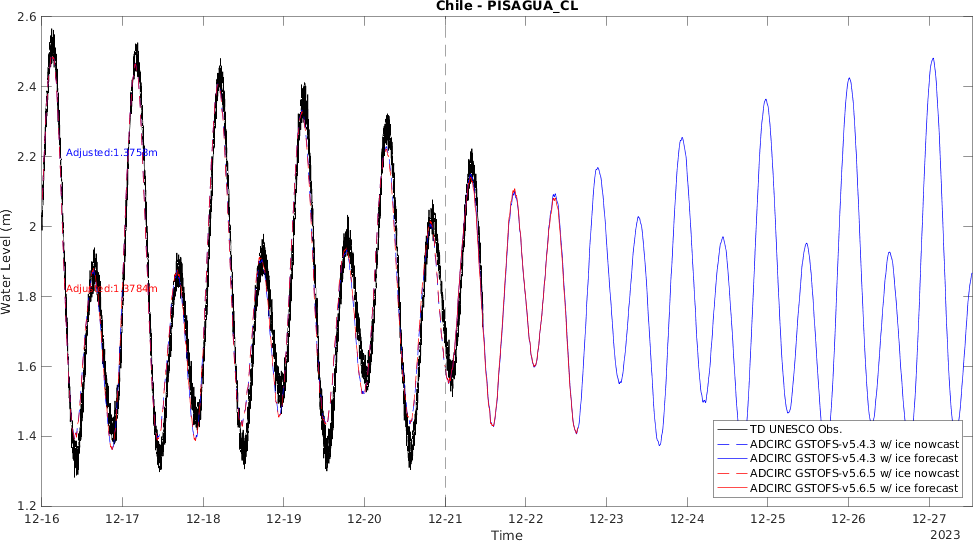 Chile - PISAGUA_CL
2.6
2.4
2.2
2
1.8
1.6
1.4
1.2
Water Level (m)
Adjusted:1.3758m
Adjusted:1.3784m
TD UNESCO Obs.
ADCIRC GSTOFS-v5.4.3 w/ ice nowcast
ADCIRC GSTOFS-v5.4.3 w/ ice forecast
ADCIRC GSTOFS-v5.6.5 w/ ice nowcast
ADCIRC GSTOFS-v5.6.5 w/ ice forecast
12-16 12-17 12-18 12-19 12-20 12-21 12-22 12-23 12-24 12-25 12-26 12-27
Time
2023